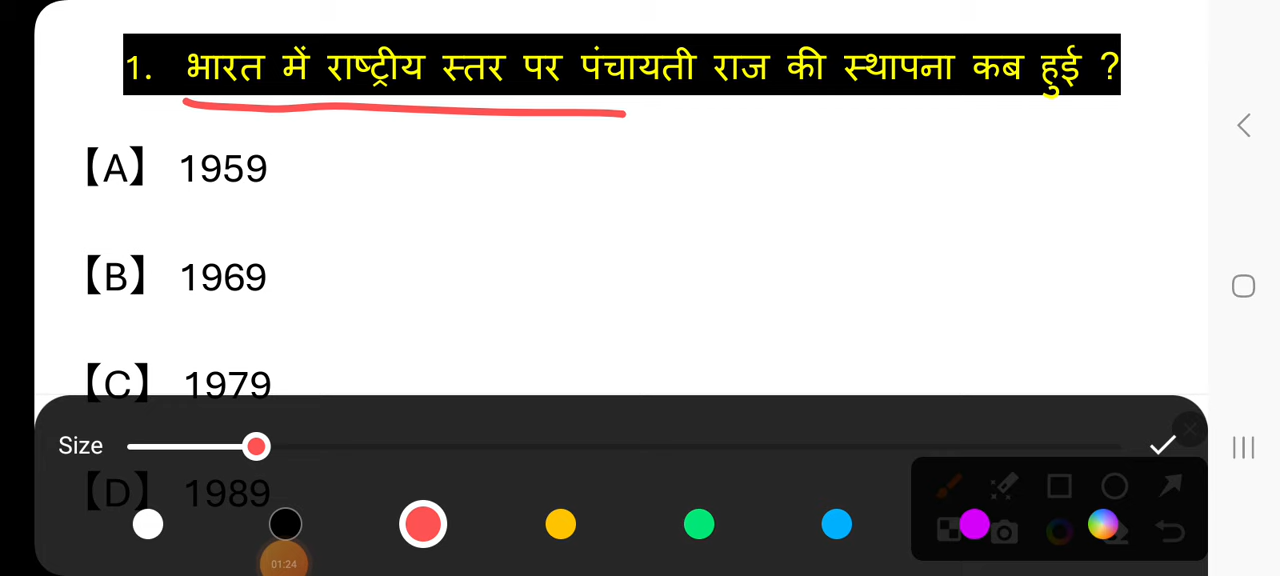 1. भारत में राष्ट्रीय स्तर पर पंचायती राज की स्थापना कब हुई ?
【A】 1959
【B】 1969
【C】 1979
Size
【D】 1989
01:24